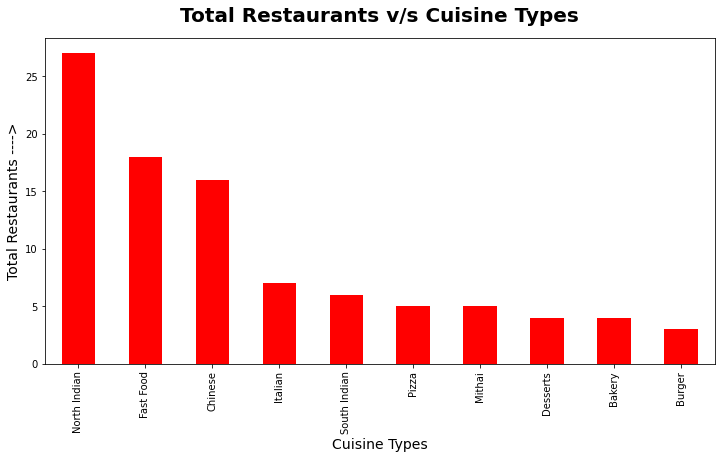 Total Restaurants v/s Cuisine Types
Total Restaurants ---->
25
20
15
10
5
0
North Indian
Fast Food
Chinese
Italian
South Indian
Pizza
Mithai
Desserts
Bakery
Burger
Cuisine Types